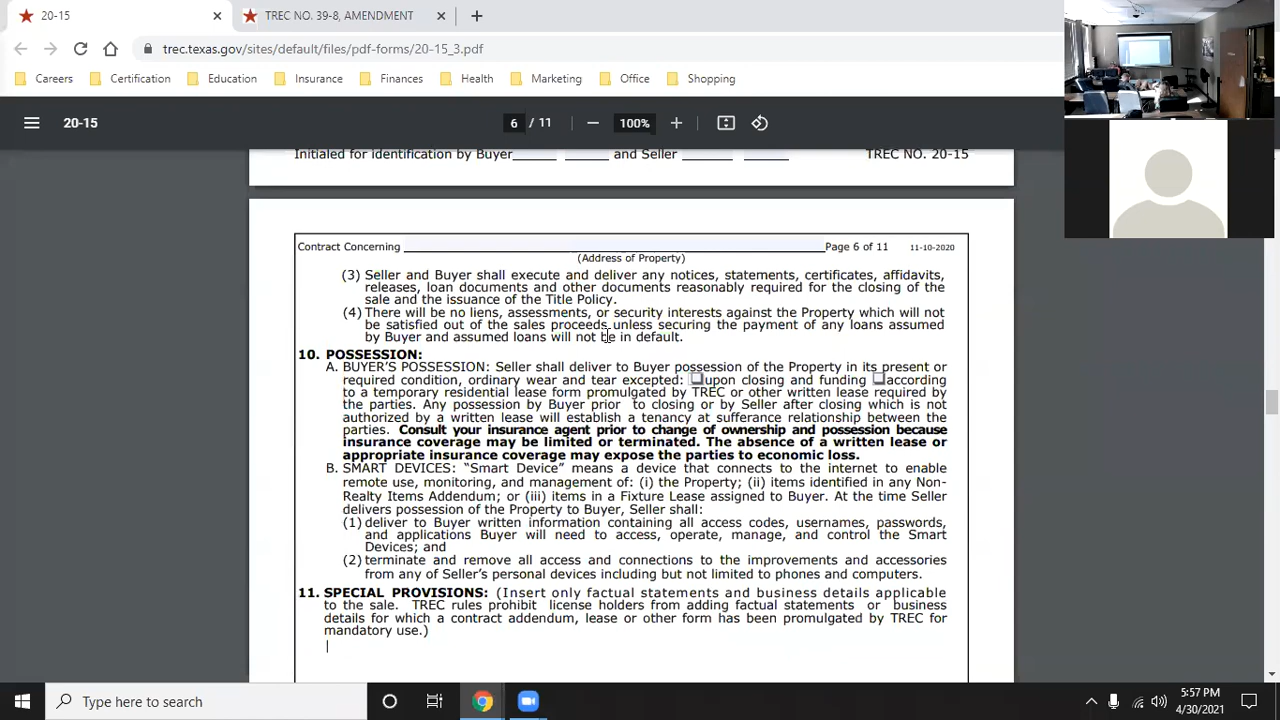 20-15
TREC NO. 39-8, AMENDMENT
trec.texas.gov/sites/default/files/pdf-forms/20-15_3.pdf
Careers Certification Education Insurance Finances Health Marketing Office Shopping
20-15 6 / 11 100%
Initialed for identification by Buyer and Seller TREC NO. 20-15
Contract Concerning Page 6 of 11 11-10-2020
(Address of Property)
(3) Seller and Buyer shall execute and deliver any notices, statements, certificates, affidavits,
releases, loan documents and other documents reasonably required for the closing of the
sale and the issuance of the Title Policy.
(4) There will be no liens, assessments, or security interests against the Property which will not
be satisfied out of the sales proceeds unless securing the payment of any loans assumed
by Buyer and assumed loans will not be in default.
10. POSSESSION:
A. BUYER'S POSSESSION: Seller shall deliver to Buyer possession of the Property in its present or
required condition, ordinary wear and tear excepted: upon closing and funding according
to a temporary residential lease form promulgated by TREC or other written lease required by
the parties. Any possession by Buyer prior to closing or by Seller after closing which is not
authorized by a written lease will establish a tenancy at sufferance relationship between the
parties. Consult your insurance agent prior to change of ownership and possession because
insurance coverage may be limited or terminated. The absence of a written lease or
appropriate insurance coverage may expose the parties to economic loss.
B. SMART DEVICES: “Smart Device” means a device that connects to the internet to enable
remote use, monitoring, and management of: (i) the Property; (ii) items identified in any Non-
Realty Items Addendum; or (iii) items in a Fixture Lease assigned to Buyer. At the time Seller
delivers possession of the Property to Buyer, Seller shall:
(1) deliver to Buyer written information containing all access codes, usernames, passwords,
and applications Buyer will need to access, operate, manage, and control the Smart
Devices; and
(2) terminate and remove all access and connections to the improvements and accessories
from any of Seller's personal devices including but not limited to phones and computers.
11. SPECIAL PROVISIONS: (Insert only factual statements and business details applicable
to the sale. TREC rules prohibit license holders from adding factual statements or business
details for which a contract addendum, lease or other form has been promulgated by TREC for
mandatory use.)
Type here to search
5:57 PM
4/30/2021